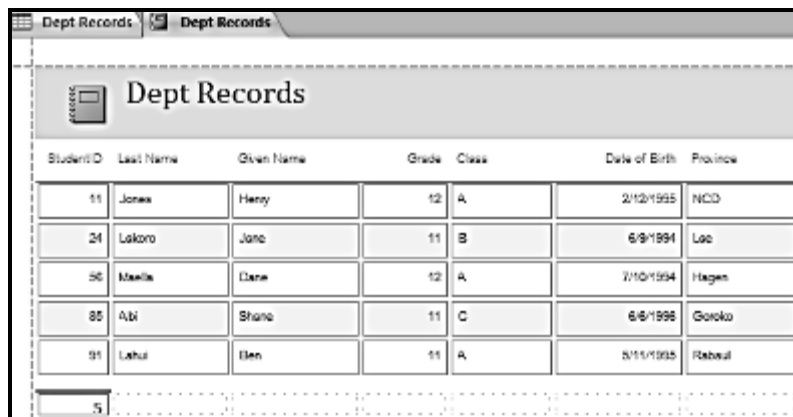 Dept Records Dept Records
Dept Records
StudentID Last Name Given Name Grade Class Date of Birth Province
11 Jones Henry 12 A 2/12/1995 NCD
24 Lakoro Jane 11 B 6/9/1994 Lae
56 Maella Dane 12 A 7/10/1994 Hagen
85 Abi Shane 11 C 6/6/1996 Goroko
91 Lahui Ben 11 A 5/11/1995 Rabaul
5